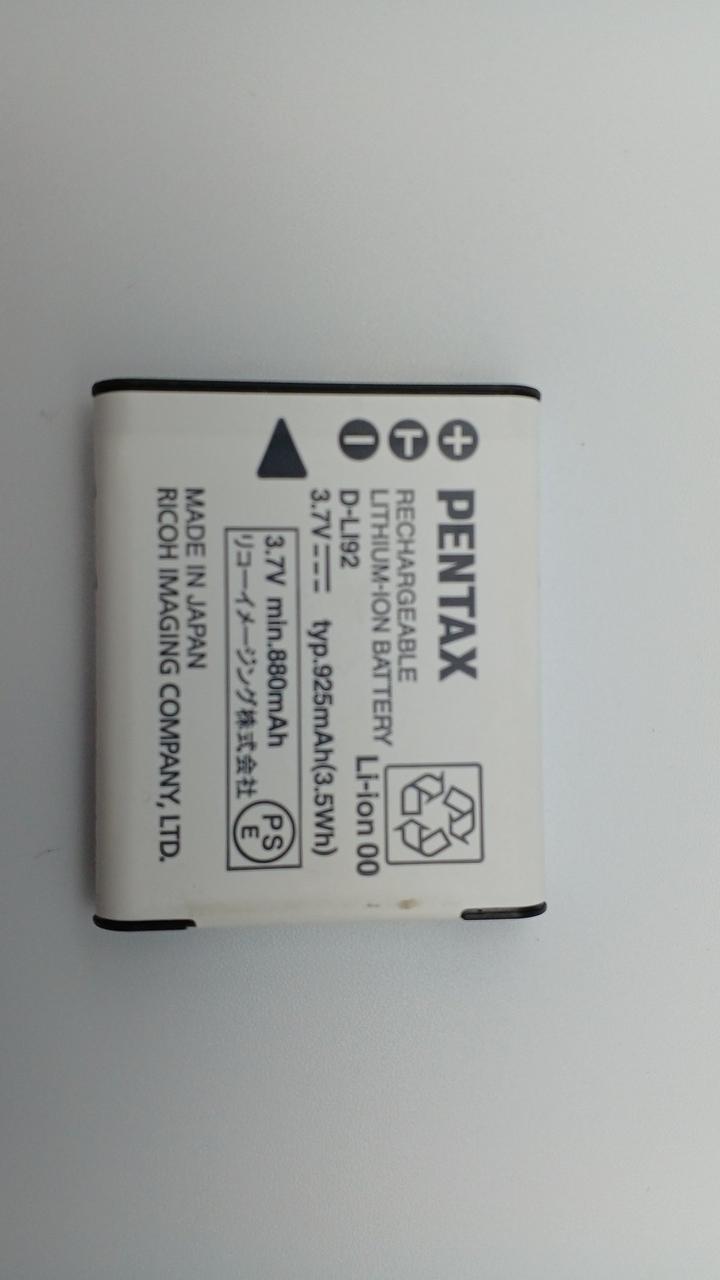 PENTAX
RECHARGEABLE
LITHIUM-ION BATTERY
Li-ion 00
D-LI92
3.7V⎓ typ.925mAh(3.5Wh)
3.7V min.880mAh
リコーイメージング株式会社
PS
E
MADE IN JAPAN
RICOH IMAGING COMPANY, LTD.